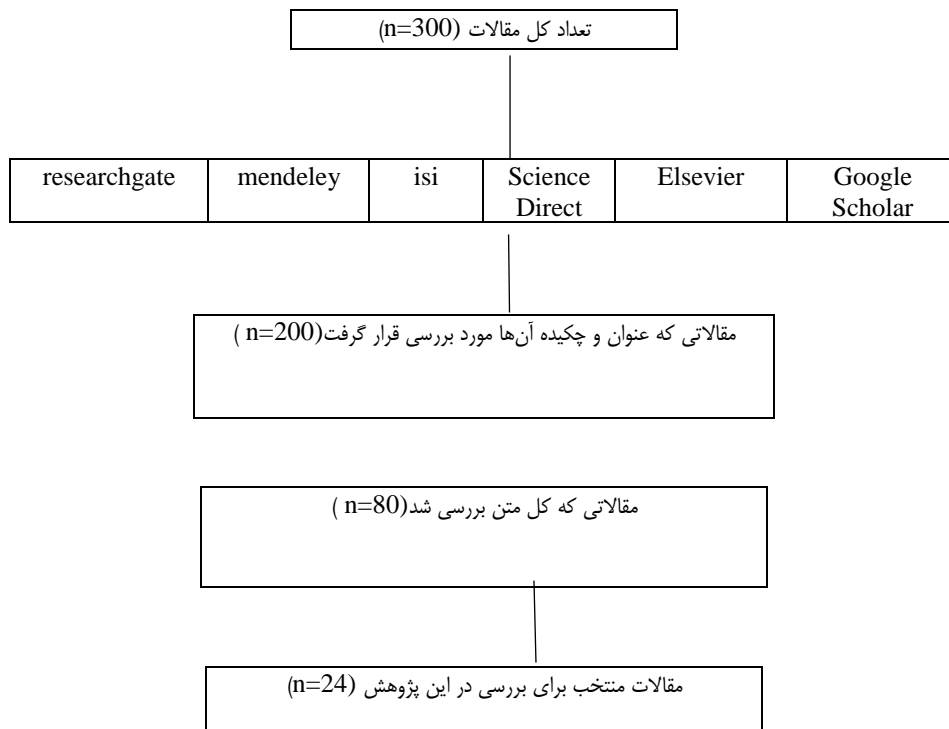 تعداد کل مقالات (n=300)
researchgate
mendeley
isi
Science
Direct
Elsevier
Google
Scholar
مقالاتی که عنوان و چکیده آن‌ها مورد بررسی قرار گرفت(n=200 )
مقالاتی که کل متن بررسی شد(n=80 )
مقالات منتخب برای بررسی در این پژوهش (n=24)